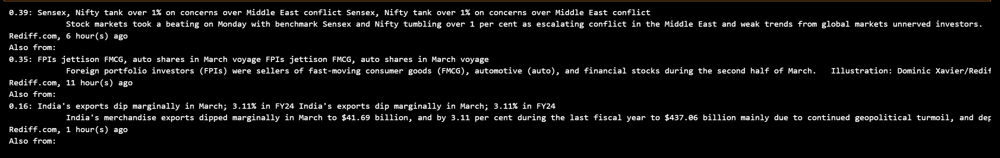 0.39: Sensex, Nifty tank over 1% on concerns over Middle East conflict Sensex, Nifty tank over 1% on concerns over Middle East conflict
Stock markets took a beating on Monday with benchmark Sensex and Nifty tumbling over 1 per cent as escalating conflict in the Middle East and weak trends from global markets unnerved investors.
Rediff.com, 6 hour(s) ago
Also from:
0.35: FPIs jettison FMCG, auto shares in March voyage FPIs jettison FMCG, auto shares in March voyage
Foreign portfolio investors (FPIs) were sellers of fast-moving consumer goods (FMCG), automotive (auto), and financial stocks during the second half of March.   Illustration: Dominic Xavier/Redif
Rediff.com, 11 hour(s) ago
Also from:
0.16: India's exports dip marginally in March; 3.11% in FY24 India's exports dip marginally in March; 3.11% in FY24
India's merchandise exports dipped marginally in March to $41.69 billion, and by 3.11 per cent during the last fiscal year to $437.06 billion mainly due to continued geopolitical turmoil, and dep
Rediff.com, 1 hour(s) ago
Also from: